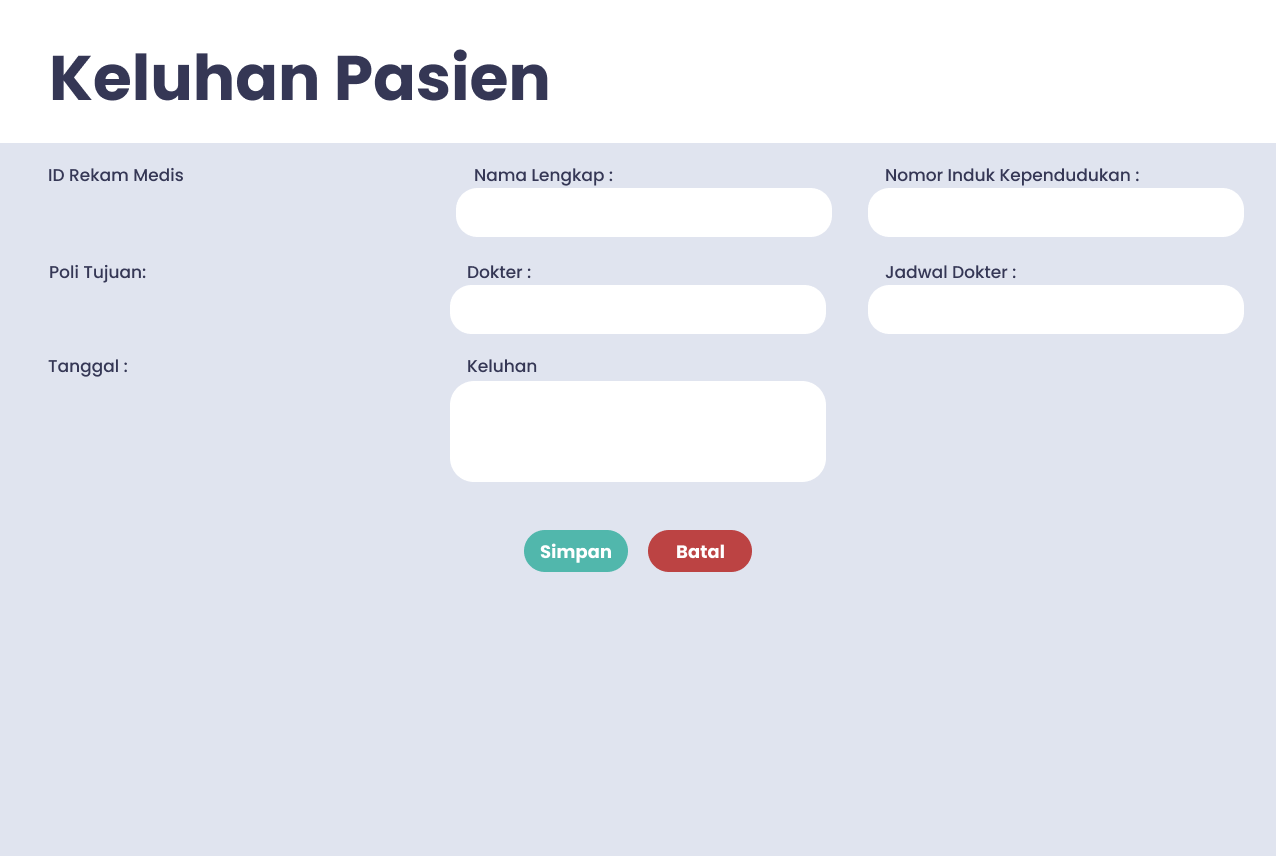 Keluhan Pasien
ID Rekam Medis
Nama Lengkap :
Nomor Induk Kependudukan :
Poli Tujuan:
Dokter :
Jadwal Dokter :
Tanggal :
Keluhan
Simpan
Batal